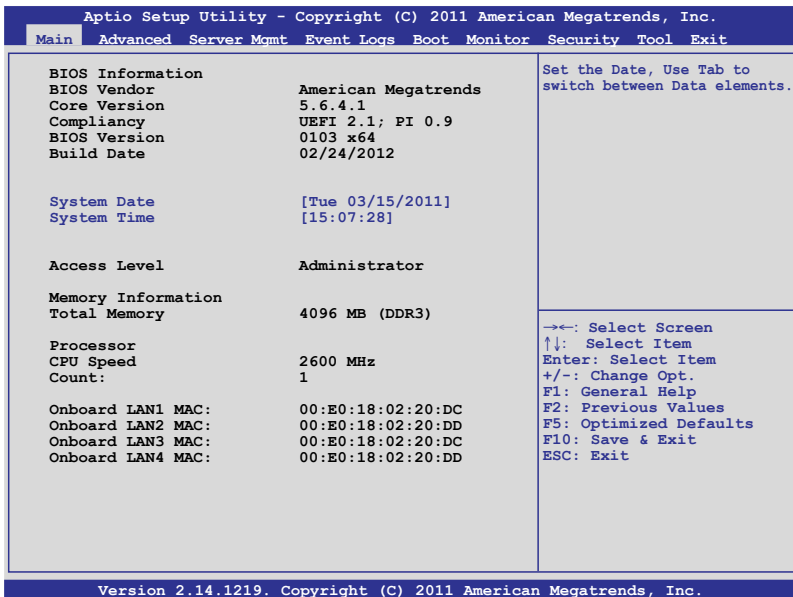 Aptio Setup Utility - Copyright (C) 2011 American Megatrends, Inc.
Main Advanced Server Mgmt Event Logs Boot Monitor Security Tool Exit
BIOS Information
BIOS Vendor American Megatrends
Core Version 5.6.4.1
Compliancy UEFI 2.1; PI 0.9
BIOS Version 0103 x64
Build Date 02/24/2012
System Date [Tue 03/15/2011]
System Time [15:07:28]
Access Level Administrator
Memory Information
Total Memory 4096 MB (DDR3)
Processor
CPU Speed 2600 MHz
Count: 1
Onboard LAN1 MAC: 00:E0:18:02:20:DC
Onboard LAN2 MAC: 00:E0:18:02:20:DD
Onboard LAN3 MAC: 00:E0:18:02:20:DC
Onboard LAN4 MAC: 00:E0:18:02:20:DD
Set the Date, Use Tab to
switch between Data elements.
→←: Select Screen
↑↓: Select Item
Enter: Select Item
+/-: Change Opt.
F1: General Help
F2: Previous Values
F5: Optimized Defaults
F10: Save & Exit
ESC: Exit
Version 2.14.1219. Copyright (C) 2011 American Megatrends, Inc.